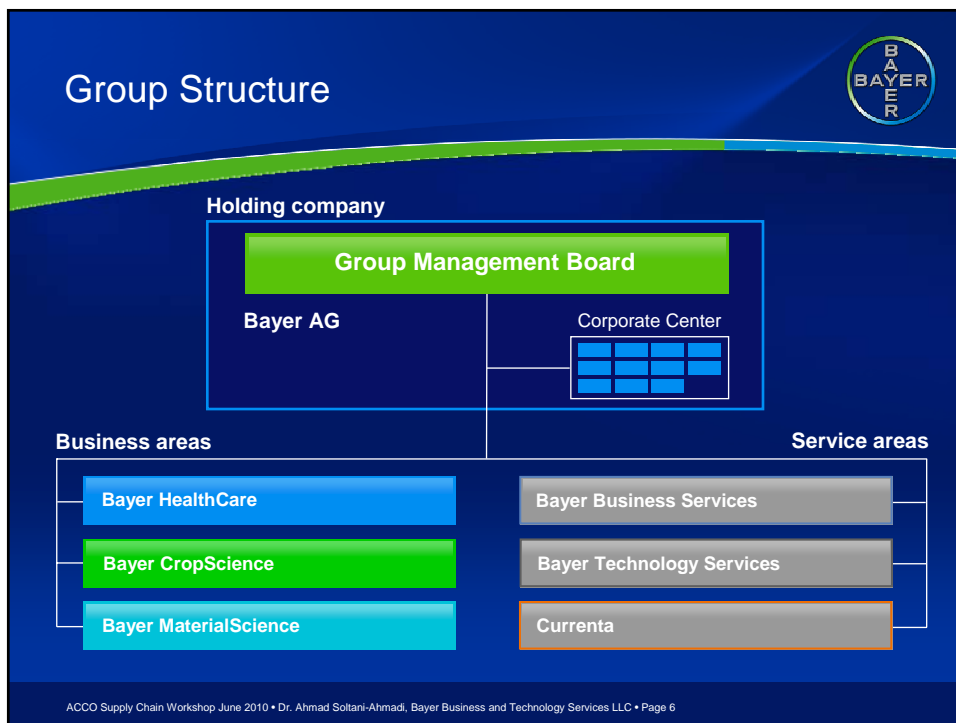 Group Structure
BAYER
BAYER
Holding company
Group Management Board
Bayer AG
Corporate Center
Business areas
Service areas
Bayer HealthCare
Bayer Business Services
Bayer CropScience
Bayer Technology Services
Bayer MaterialScience
Currenta
ACCO Supply Chain Workshop June 2010 • Dr. Ahmad Soltani-Ahmadi, Bayer Business and Technology Services LLC • Page 6